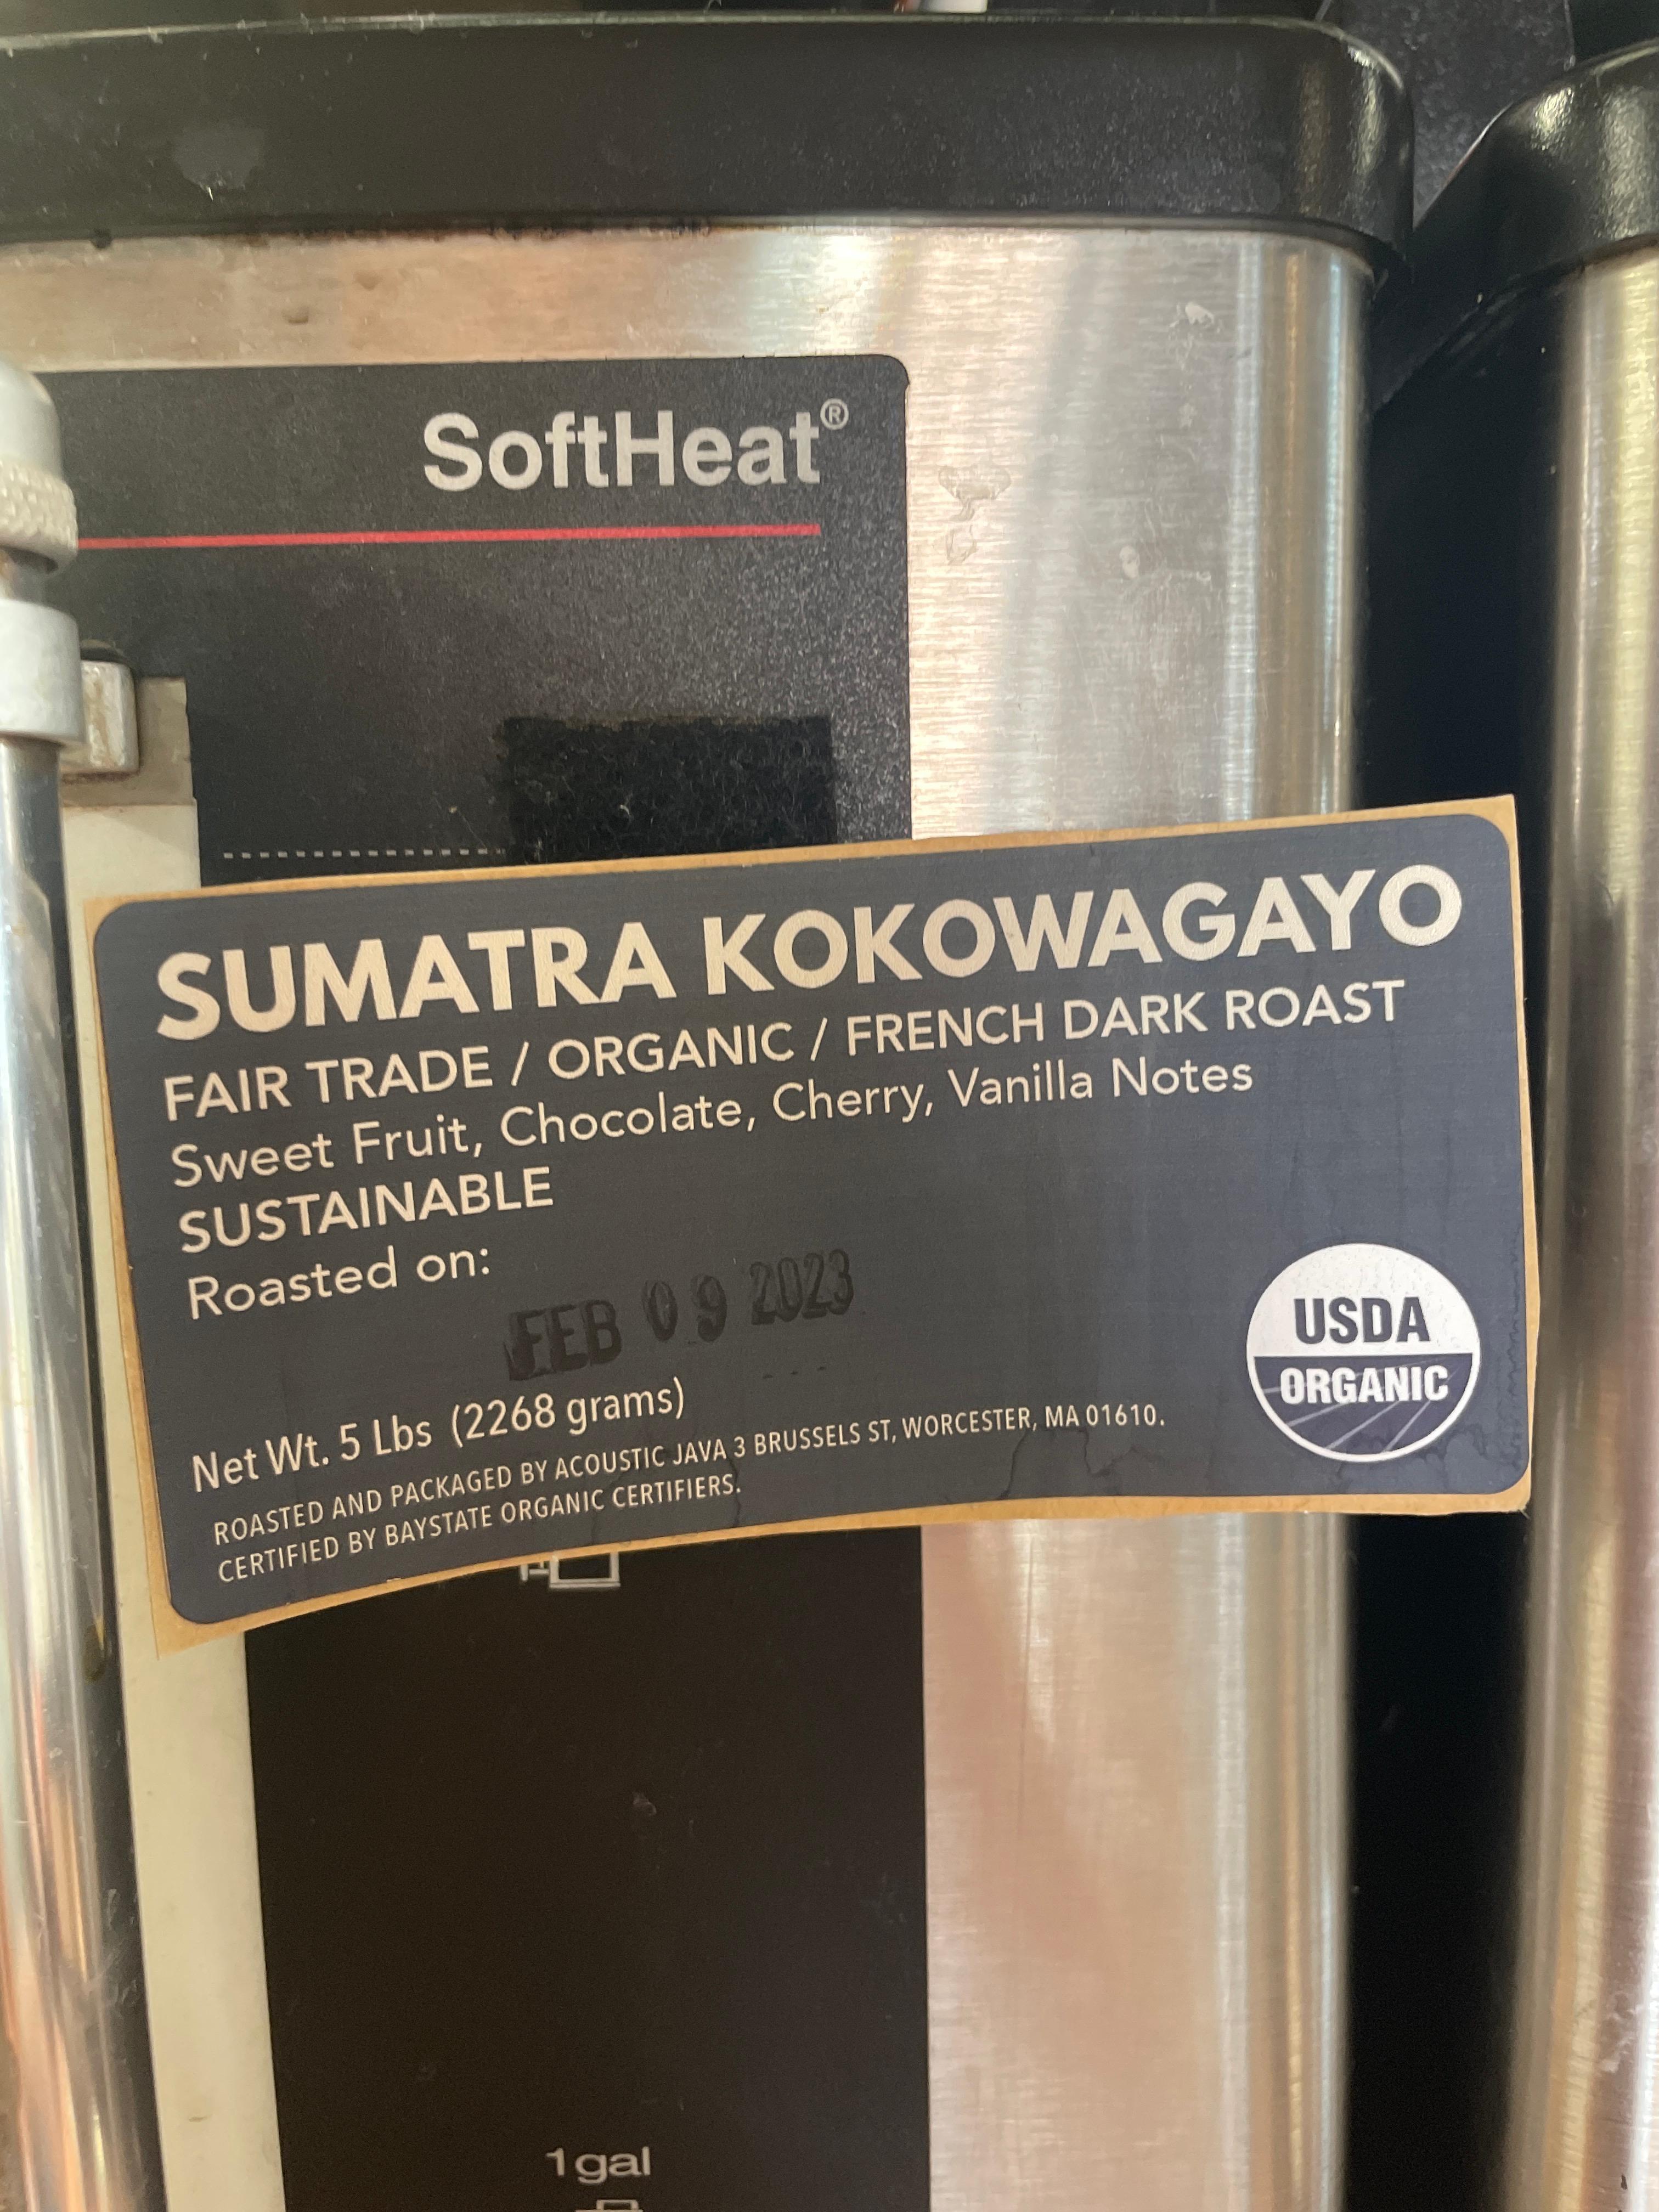 SoftHeat®
SUMATRA KOKOWAGAYO
FAIR TRADE / ORGANIC / FRENCH DARK ROAST
Sweet Fruit, Chocolate, Cherry, Vanilla Notes
SUSTAINABLE
Roasted on:
FEB 09 2023
Net Wt. 5 Lbs (2268 grams)
ROASTED AND PACKAGED BY ACOUSTIC JAVA 3 BRUSSELS ST, WORCESTER, MA 01610.
CERTIFIED BY BAYSTATE ORGANIC CERTIFIERS.
USDA
ORGANIC
1gal